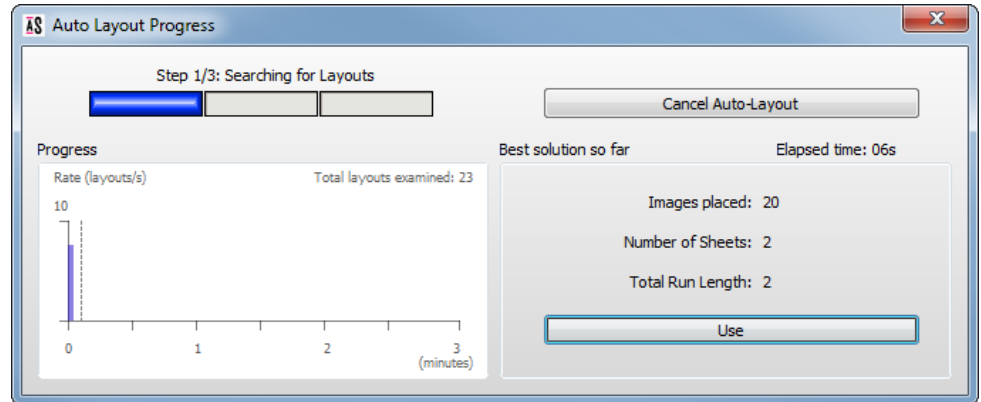 AS Auto Layout Progress
Step 1/3: Searching for Layouts
Cancel Auto-Layout
Progress
Best solution so far
Elapsed time: 06s
Rate (layouts/s)
Total layouts examined: 23
10
0
1
2
3
(minutes)
Images placed: 20
Number of Sheets: 2
Total Run Length: 2
Use